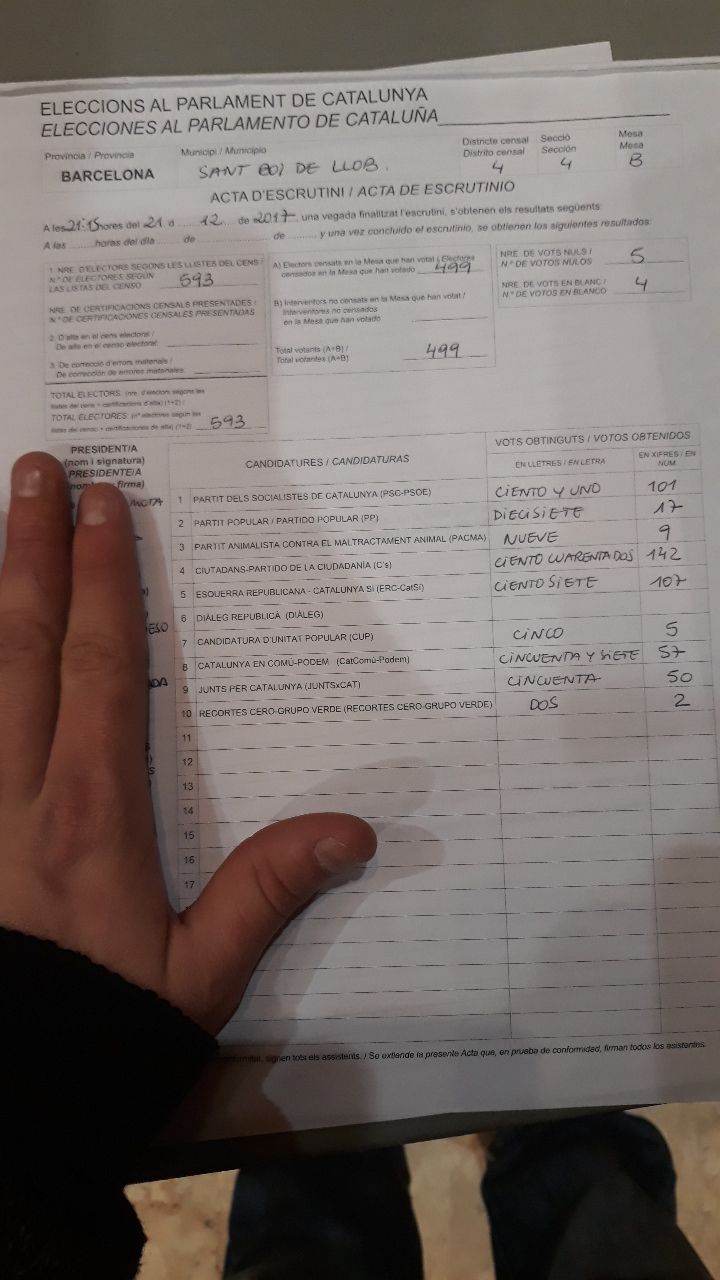 ELECCIONS AL PARLAMENT DE CATALUNYA
ELECCIONES AL PARLAMENTO DE CATALUÑA
Provincia / Provincia Municipi / Municipio Districte censal Secció Mesa
Distrito censal Sección Mesa
BARCELONA SANT BOI DE LLOB. 4 4 B
ACTA D'ESCRUTINI / ACTA DE ESCRUTINIO
A les 21:15 hores del 21 d 12 de 2017, una vegada finalitzat l'escrutini, s'obtenen els resultats següents:
A las ........ horas del día ..... de ............ de ........, y una vez concluido el escrutinio, se obtienen los siguientes resultados:
1. NRE. D'ELECTORS SEGONS LES LLISTES DEL CENS /
N.º DE ELECTORES SEGÚN
LAS LISTAS DEL CENSO 593
NRE. DE CERTIFICACIONS CENSALS PRESENTADES /
N.º DE CERTIFICACIONES CENSALES PRESENTADAS
2. D'alta en el cens electoral /
De alta en el censo electoral:
3. De correcció d'errors materials /
De corrección de errores materiales:
TOTAL ELECTORS: (nre. d'electors segons les
llistes del cens + certificacions d'alta) (1+2) /
TOTAL ELECTORES: (nº electores según las
listas del censo + certificaciones de alta) (1+2) 593
A) Electors censats en la Mesa que han votat / Electores
censados en la Mesa que han votado 499
B) Interventors no censats en la Mesa que han votat /
Interventores no censados
en la Mesa que han votado
Total votants (A+B) /
Total votantes (A+B) 499
NRE. DE VOTS NULS /
N.º DE VOTOS NULOS 5
NRE. DE VOTS EN BLANC /
N.º DE VOTOS EN BLANCO 4
PRESIDENT/A
(nom i signatura)
PRESIDENTE/A
firma)
CANDIDATURES / CANDIDATURAS VOTS OBTINGUTS / VOTOS OBTENIDOS
EN LLETRES / EN LETRA EN XIFRES / EN NÚM.
1 PARTIT DELS SOCIALISTES DE CATALUNYA (PSC-PSOE) CIENTO Y UNO 101
2 PARTIT POPULAR / PARTIDO POPULAR (PP) DIECISIETE 17
3 PARTIT ANIMALISTA CONTRA EL MALTRACTAMENT ANIMAL (PACMA) NUEVE 9
4 CIUTADANS-PARTIDO DE LA CIUDADANÍA (C's) CIENTO CUARENTADOS 142
5 ESQUERRA REPUBLICANA - CATALUNYA SÍ (ERC-CatSí) CIENTO SIETE 107
6 DIÀLEG REPUBLICÀ (DIÀLEG)
7 CANDIDATURA D'UNITAT POPULAR (CUP) CINCO 5
8 CATALUNYA EN COMÚ-PODEM (CatComú-Podem) CINCUENTA Y SIETE 57
9 JUNTS PER CATALUNYA (JUNTSxCAT) CINCUENTA 50
10 RECORTES CERO-GRUPO VERDE (RECORTES CERO-GRUPO VERDE) DOS 2
11
12
13
14
15
16
17
conformitat, signen tots els assistents. / Se extiende la presente Acta que, en prueba de conformidad, firman todos los asistentes.